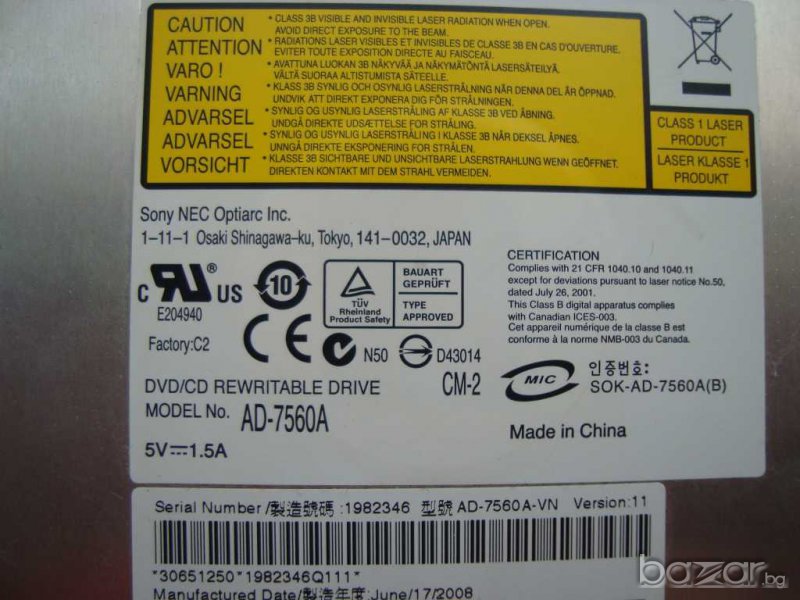 CAUTION
ATTENTION
VARO !
VARNING
ADVARSEL
ADVARSEL
VORSICHT
* CLASS 3B VISIBLE AND INVISIBLE LASER RADIATION WHEN OPEN.
AVOID DIRECT EXPOSURE TO THE BEAM.
* RADIATIONS LASER VISIBLES ET INVISIBLES DE CLASSE 3B EN CAS D'OUVERTURE.
EVITER TOUTE EXPOSITION DIRECTE AU FAISCEAU.
* AVATTUNA LUOKAN 3B NÄKYVÄÄ JA NÄKYMÄTÖNTÄ LASERSÄTEILYÄ.
VÄLTÄ SUORAA ALTISTUMISTA SÄTEELLE.
* KLASS 3B SYNLIG OCH OSYNLIG LASERSTRÅLNING NÄR DENNA DEL ÄR ÖPPNAD.
UNDVIK ATT DIREKT EXPONERA DIG FÖR STRÅLNINGEN.
* SYNLIG OG USYNLIG LASERSTRÅLING AF KLASSE 3B VED ÅBNING.
UNDGÅ DIREKTE UDSÆTTELSE FOR STRÅLING.
* SYNLIG OG USYNLIG LASERSTRÅLING I KLASSE 3B NÅR DEKSEL ÅPNES.
UNNGÅ DIREKTE EKSPONERING FOR STRÅLEN.
* KLASSE 3B SICHTBARE UND UNSICHTBARE LASERSTRAHLUNG WENN GEÖFFNET.
DIREKTEN KONTAKT MIT DEM STRAHL VERMEIDEN.
CLASS 1 LASER
PRODUCT
LASER KLASSE 1
PRODUKT
Sony NEC Optiarc Inc.
1-11-1 Osaki Shinagawa-ku, Tokyo, 141-0032, JAPAN
c RU ® US
E204940
10
TÜV
Rheinland
Product Safety
BAUART
GEPRÜFT
TYPE
APPROVED
Factory:C2
CE
N50
D43014
CM-2
CERTIFICATION
Complies with 21 CFR 1040.10 and 1040.11
except for deviations pursuant to laser notice No.50,
dated July 26, 2001.
This Class B digital apparatus complies
with Canadian ICES-003.
Cet appareil numérique de la classe B est
conforme à la norme NMB-003 du Canada.
MIC
인증번호:
SOK-AD-7560A(B)
DVD/CD REWRITABLE DRIVE
MODEL No. AD-7560A
5V⎓1.5A
Made in China
Serial Number/製造號碼:1982346 型號 AD-7560A-VN Version:11
*30651250*1982346Q111*
Manufactured Date/製造年度:June/17/2008
bazar.bg